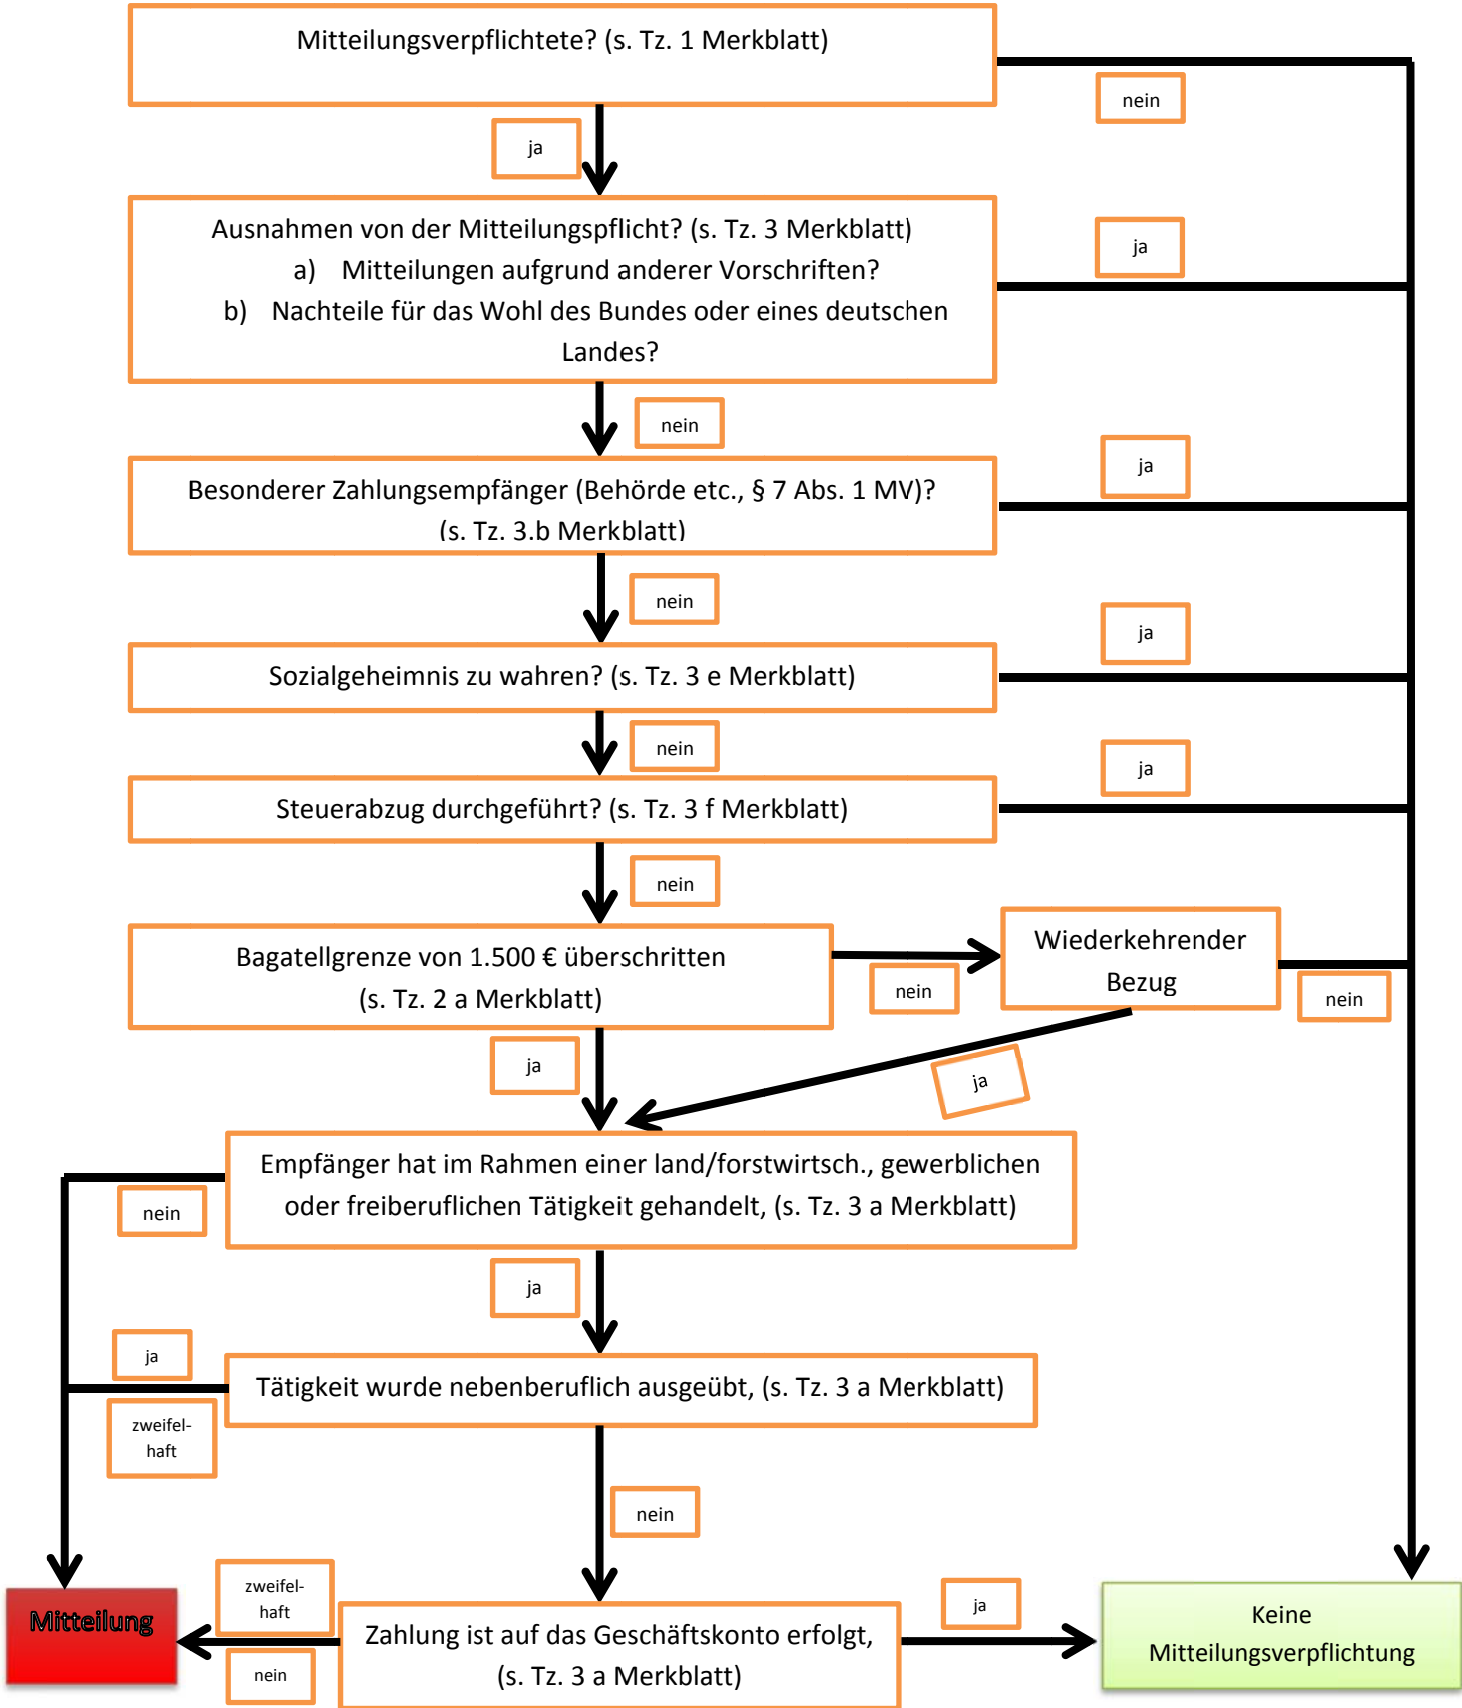 Mitteilungsverpflichtete? (s. Tz. 1 Merkblatt)
nein
ja
Ausnahmen von der Mitteilungspflicht? (s. Tz. 3 Merkblatt)
a) Mitteilungen aufgrund anderer Vorschriften?
b) Nachteile für das Wohl des Bundes oder eines deutschen
Landes?
ja
nein
Besonderer Zahlungsempfänger (Behörde etc., § 7 Abs. 1 MV)?
(s. Tz. 3.b Merkblatt)
ja
nein
Sozialgeheimnis zu wahren? (s. Tz. 3 e Merkblatt)
ja
nein
Steuerabzug durchgeführt? (s. Tz. 3 f Merkblatt)
ja
nein
Bagatellgrenze von 1.500 € überschritten
(s. Tz. 2 a Merkblatt)
nein
Wiederkehrender
Bezug
nein
ja
ja
Empfänger hat im Rahmen einer land/forstwirtsch., gewerblichen
oder freiberuflichen Tätigkeit gehandelt, (s. Tz. 3 a Merkblatt)
nein
ja
Tätigkeit wurde nebenberuflich ausgeübt, (s. Tz. 3 a Merkblatt)
ja
zweifel-
haft
nein
Zahlung ist auf das Geschäftskonto erfolgt,
(s. Tz. 3 a Merkblatt)
zweifel-
haft
nein
ja
Mitteilung
Keine
Mitteilungsverpflichtung